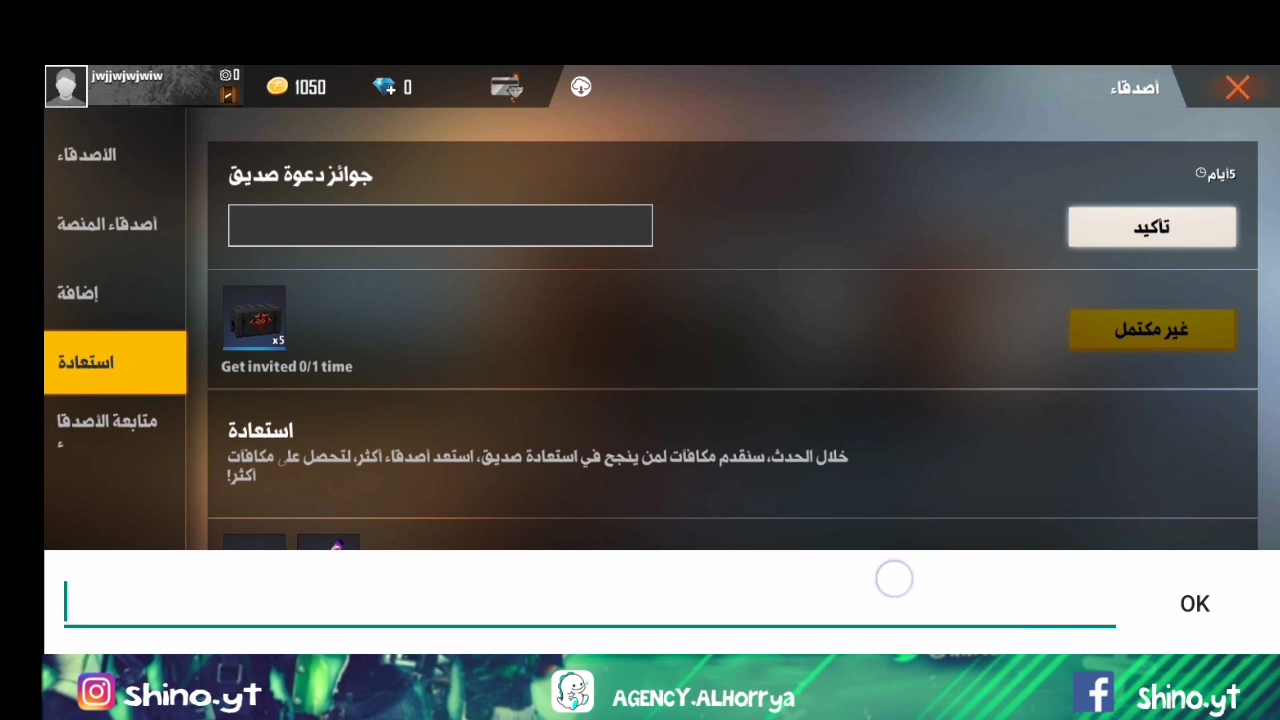 jwjjwjwjwiw
0
1050
0
أصدقاء
الأصدقاء
أصدقاء المنصة
إضافة
استعادة
متابعة الأصدقا
ء
جوائز دعوة صديق
5أيام
تأكيد
x5
Get invited 0/1 time
غير مكتمل
استعادة
خلال الحدث، سنقدم مكافآت لمن ينجح في استعادة صديق، استعد أصدقاء أكثر، لتحصل على مكافآت
أكثر!
OK
shino.yt
AGENCY.ALHorrya
Shino.yt